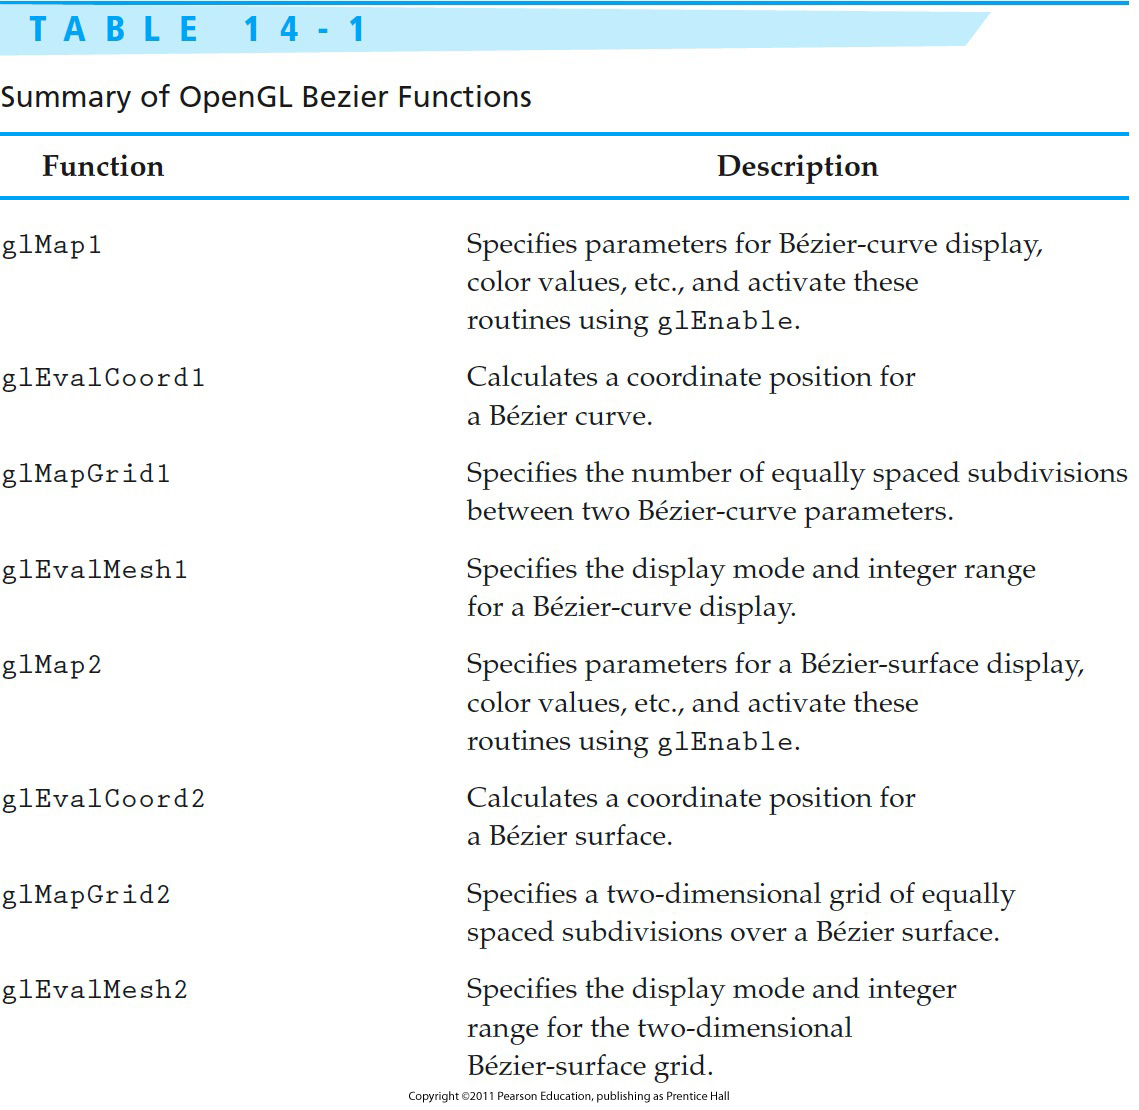 TABLE 14-1
Summary of OpenGL Bezier Functions
Function Description
glMap1 Specifies parameters for Bézier-curve display,
color values, etc., and activate these
routines using glEnable.
glEvalCoord1 Calculates a coordinate position for
a Bézier curve.
glMapGrid1 Specifies the number of equally spaced subdivisions
between two Bézier-curve parameters.
glEvalMesh1 Specifies the display mode and integer range
for a Bézier-curve display.
glMap2 Specifies parameters for a Bézier-surface display,
color values, etc., and activate these
routines using glEnable.
glEvalCoord2 Calculates a coordinate position for
a Bézier surface.
glMapGrid2 Specifies a two-dimensional grid of equally
spaced subdivisions over a Bézier surface.
glEvalMesh2 Specifies the display mode and integer
range for the two-dimensional
Bézier-surface grid.
Copyright ©2011 Pearson Education, publishing as Prentice Hall